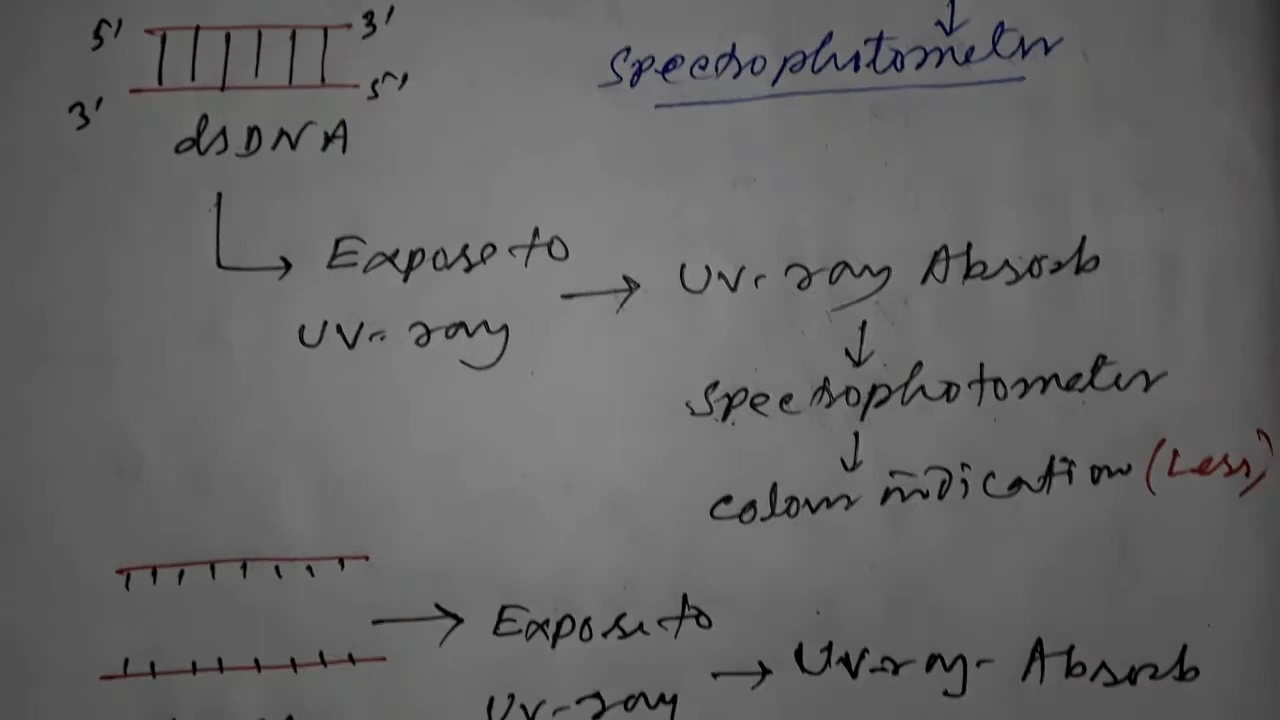 5' 3'
Spectrophotometer
3' 5'
dsDNA
Expose to
UV-ray
UV-ray Absorb
Spectrophotometer
Colour indication (Less)
Expose to
UV-ray
UV-ray- Absorb